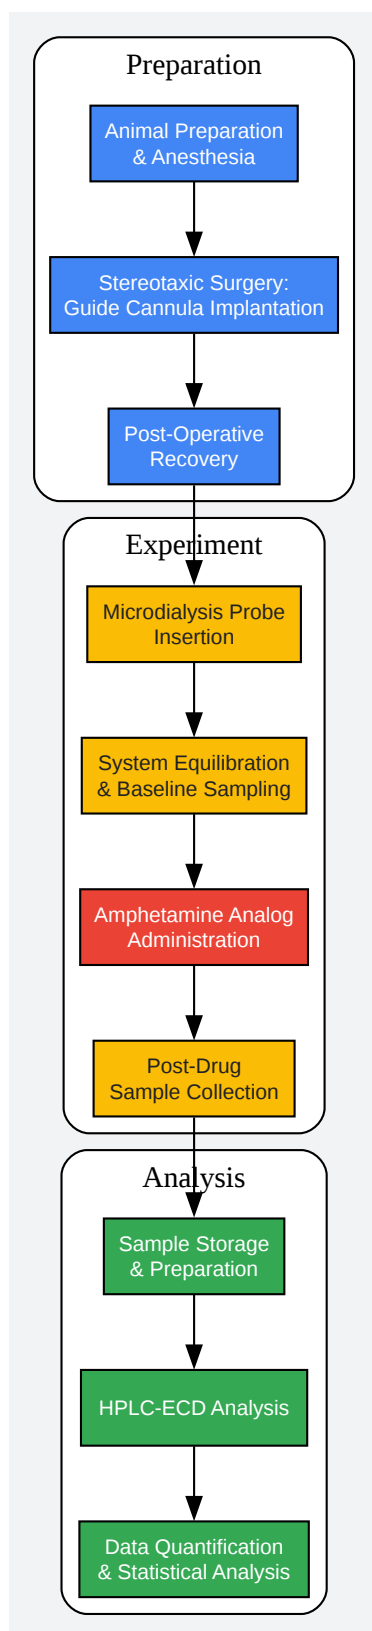 Preparation
Animal Preparation
& Anesthesia
Stereotaxic Surgery:
Guide Cannula Implantation
Post-Operative
Recovery
Experiment
Microdialysis Probe
Insertion
System Equilibration
& Baseline Sampling
Amphetamine Analog
Administration
Post-Drug
Sample Collection
Analysis
Sample Storage
& Preparation
HPLC-ECD Analysis
Data Quantification
& Statistical Analysis